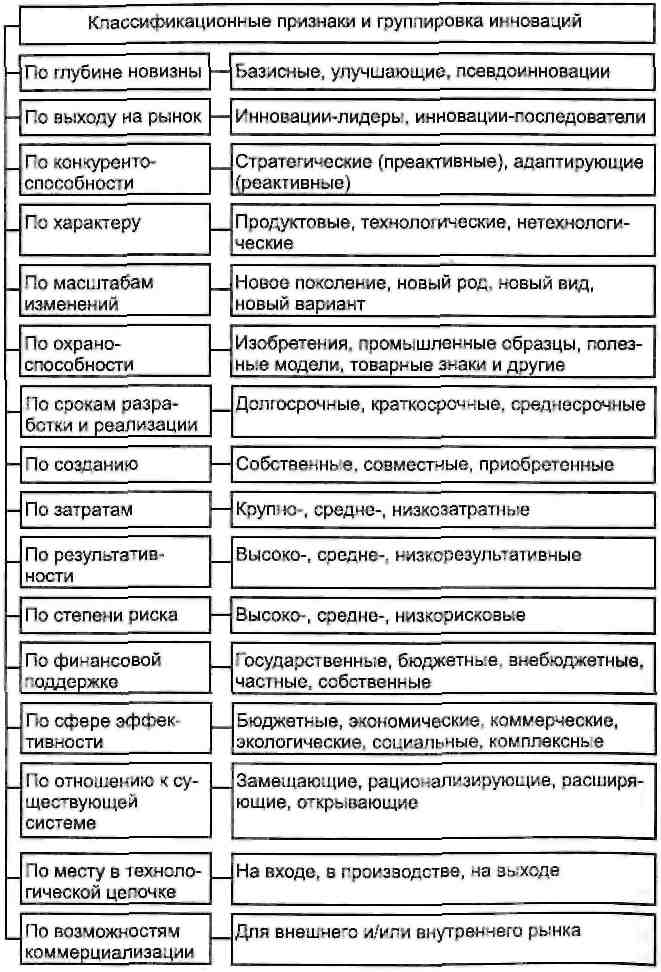 Классификационные признаки и группировка инноваций
По глубине новизны
Базисные, улучшающие, псевдоинновации
По выходу на рынок
Инновации-лидеры, инновации-последователи
По конкуренто-
способности
Стратегические (преактивные), адаптирующие
(реактивные)
По характеру
Продуктовые, технологические, нетехнологи-
ческие
По масштабам
изменений
Новое поколение, новый род, новый вид,
новый вариант
По охрано-
способности
Изобретения, промышленные образцы, полез-
ные модели, товарные знаки и другие
По срокам разра-
ботки и реализации
Долгосрочные, краткосрочные, среднесрочные
По созданию
Собственные, совместные, приобретенные
По затратам
Крупно-, средне-, низкозатратные
По результатив-
ности
Высоко-, средне-, низкорезультативные
По степени риска
Высоко-, средне-, низкорисковые
По финансовой
поддержке
Государственные, бюджетные, внебюджетные,
частные, собственные
По сфере эффек-
тивности
Бюджетные, экономические, коммерческие,
экологические, социальные, комплексные
По отношению к су-
ществующей
системе
Замещающие, рационализирующие, расширя-
ющие, открывающие
По месту в техноло-
гической цепочке
На входе, в производстве, на выходе
По возможностям
коммерциализации
Для внешнего и/или внутреннего рынка